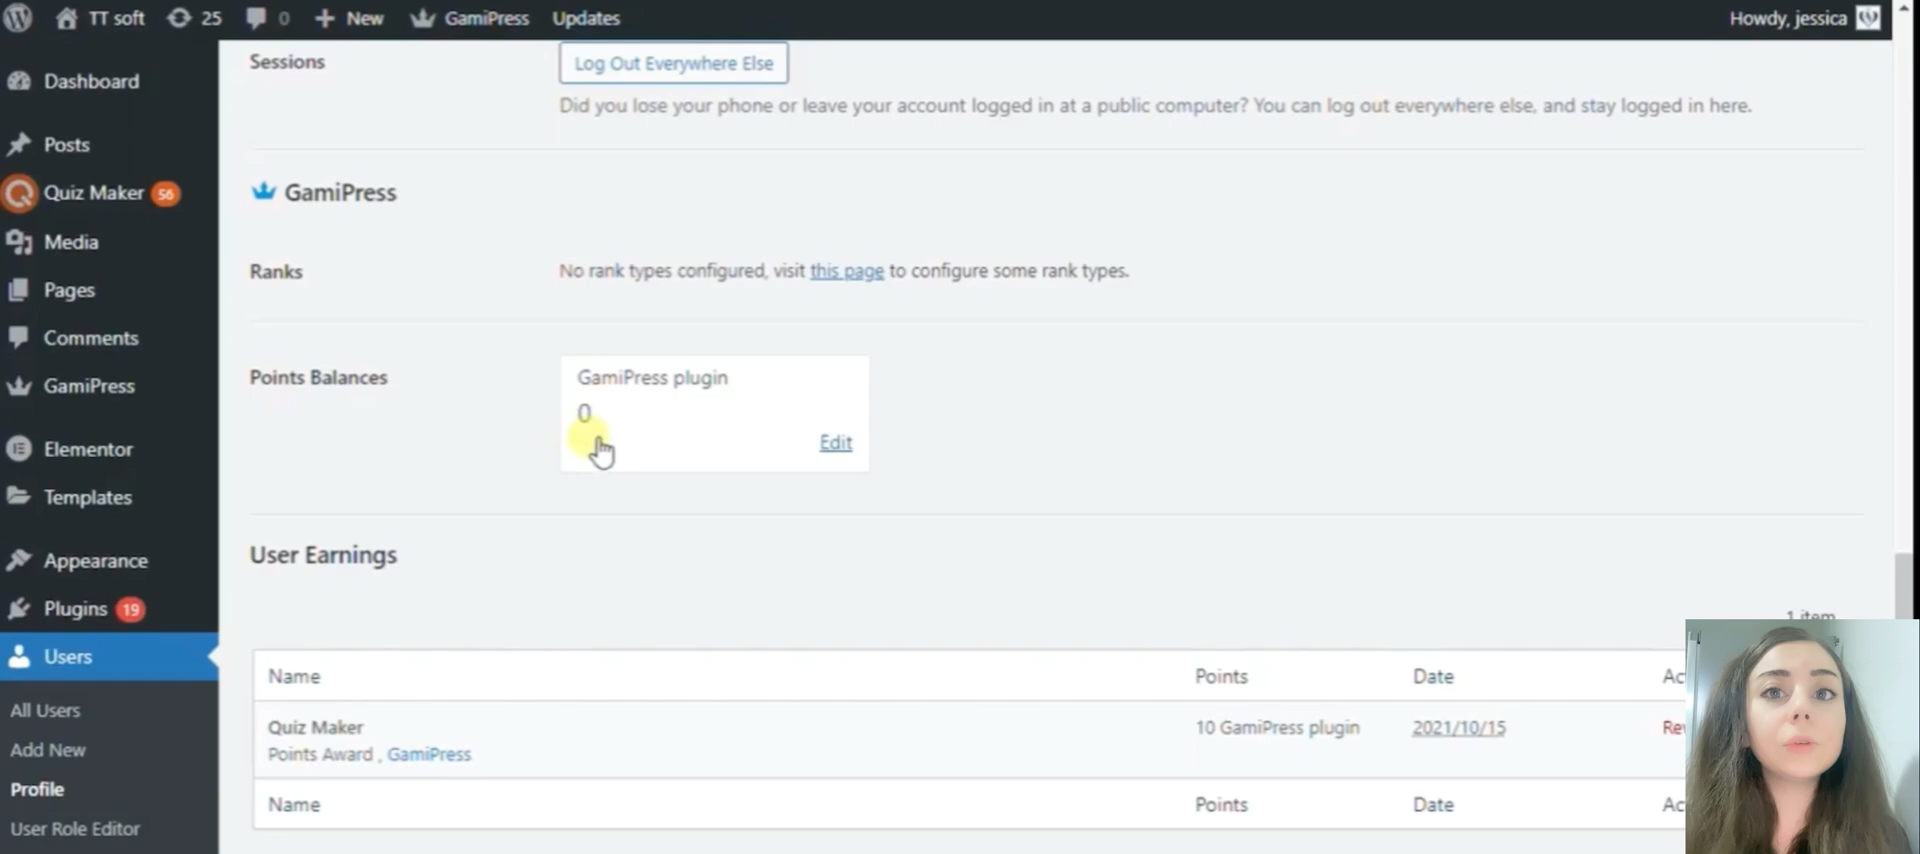 TT soft
25
0
New
GamiPress
Updates
Howdy, jessica
Dashboard
Posts
Quiz Maker 56
Media
Pages
Comments
GamiPress
Elementor
Templates
Appearance
Plugins 19
Users
All Users
Add New
Profile
User Role Editor
Sessions
Log Out Everywhere Else
Did you lose your phone or leave your account logged in at a public computer? You can log out everywhere else, and stay logged in here.
GamiPress
Ranks
No rank types configured, visit this page to configure some rank types.
Points Balances
GamiPress plugin
0
Edit
User Earnings
1 item
Name Points Date Ac
Quiz Maker 10 GamiPress plugin 2021/10/15 Rev
Points Award , GamiPress
Name Points Date Ac